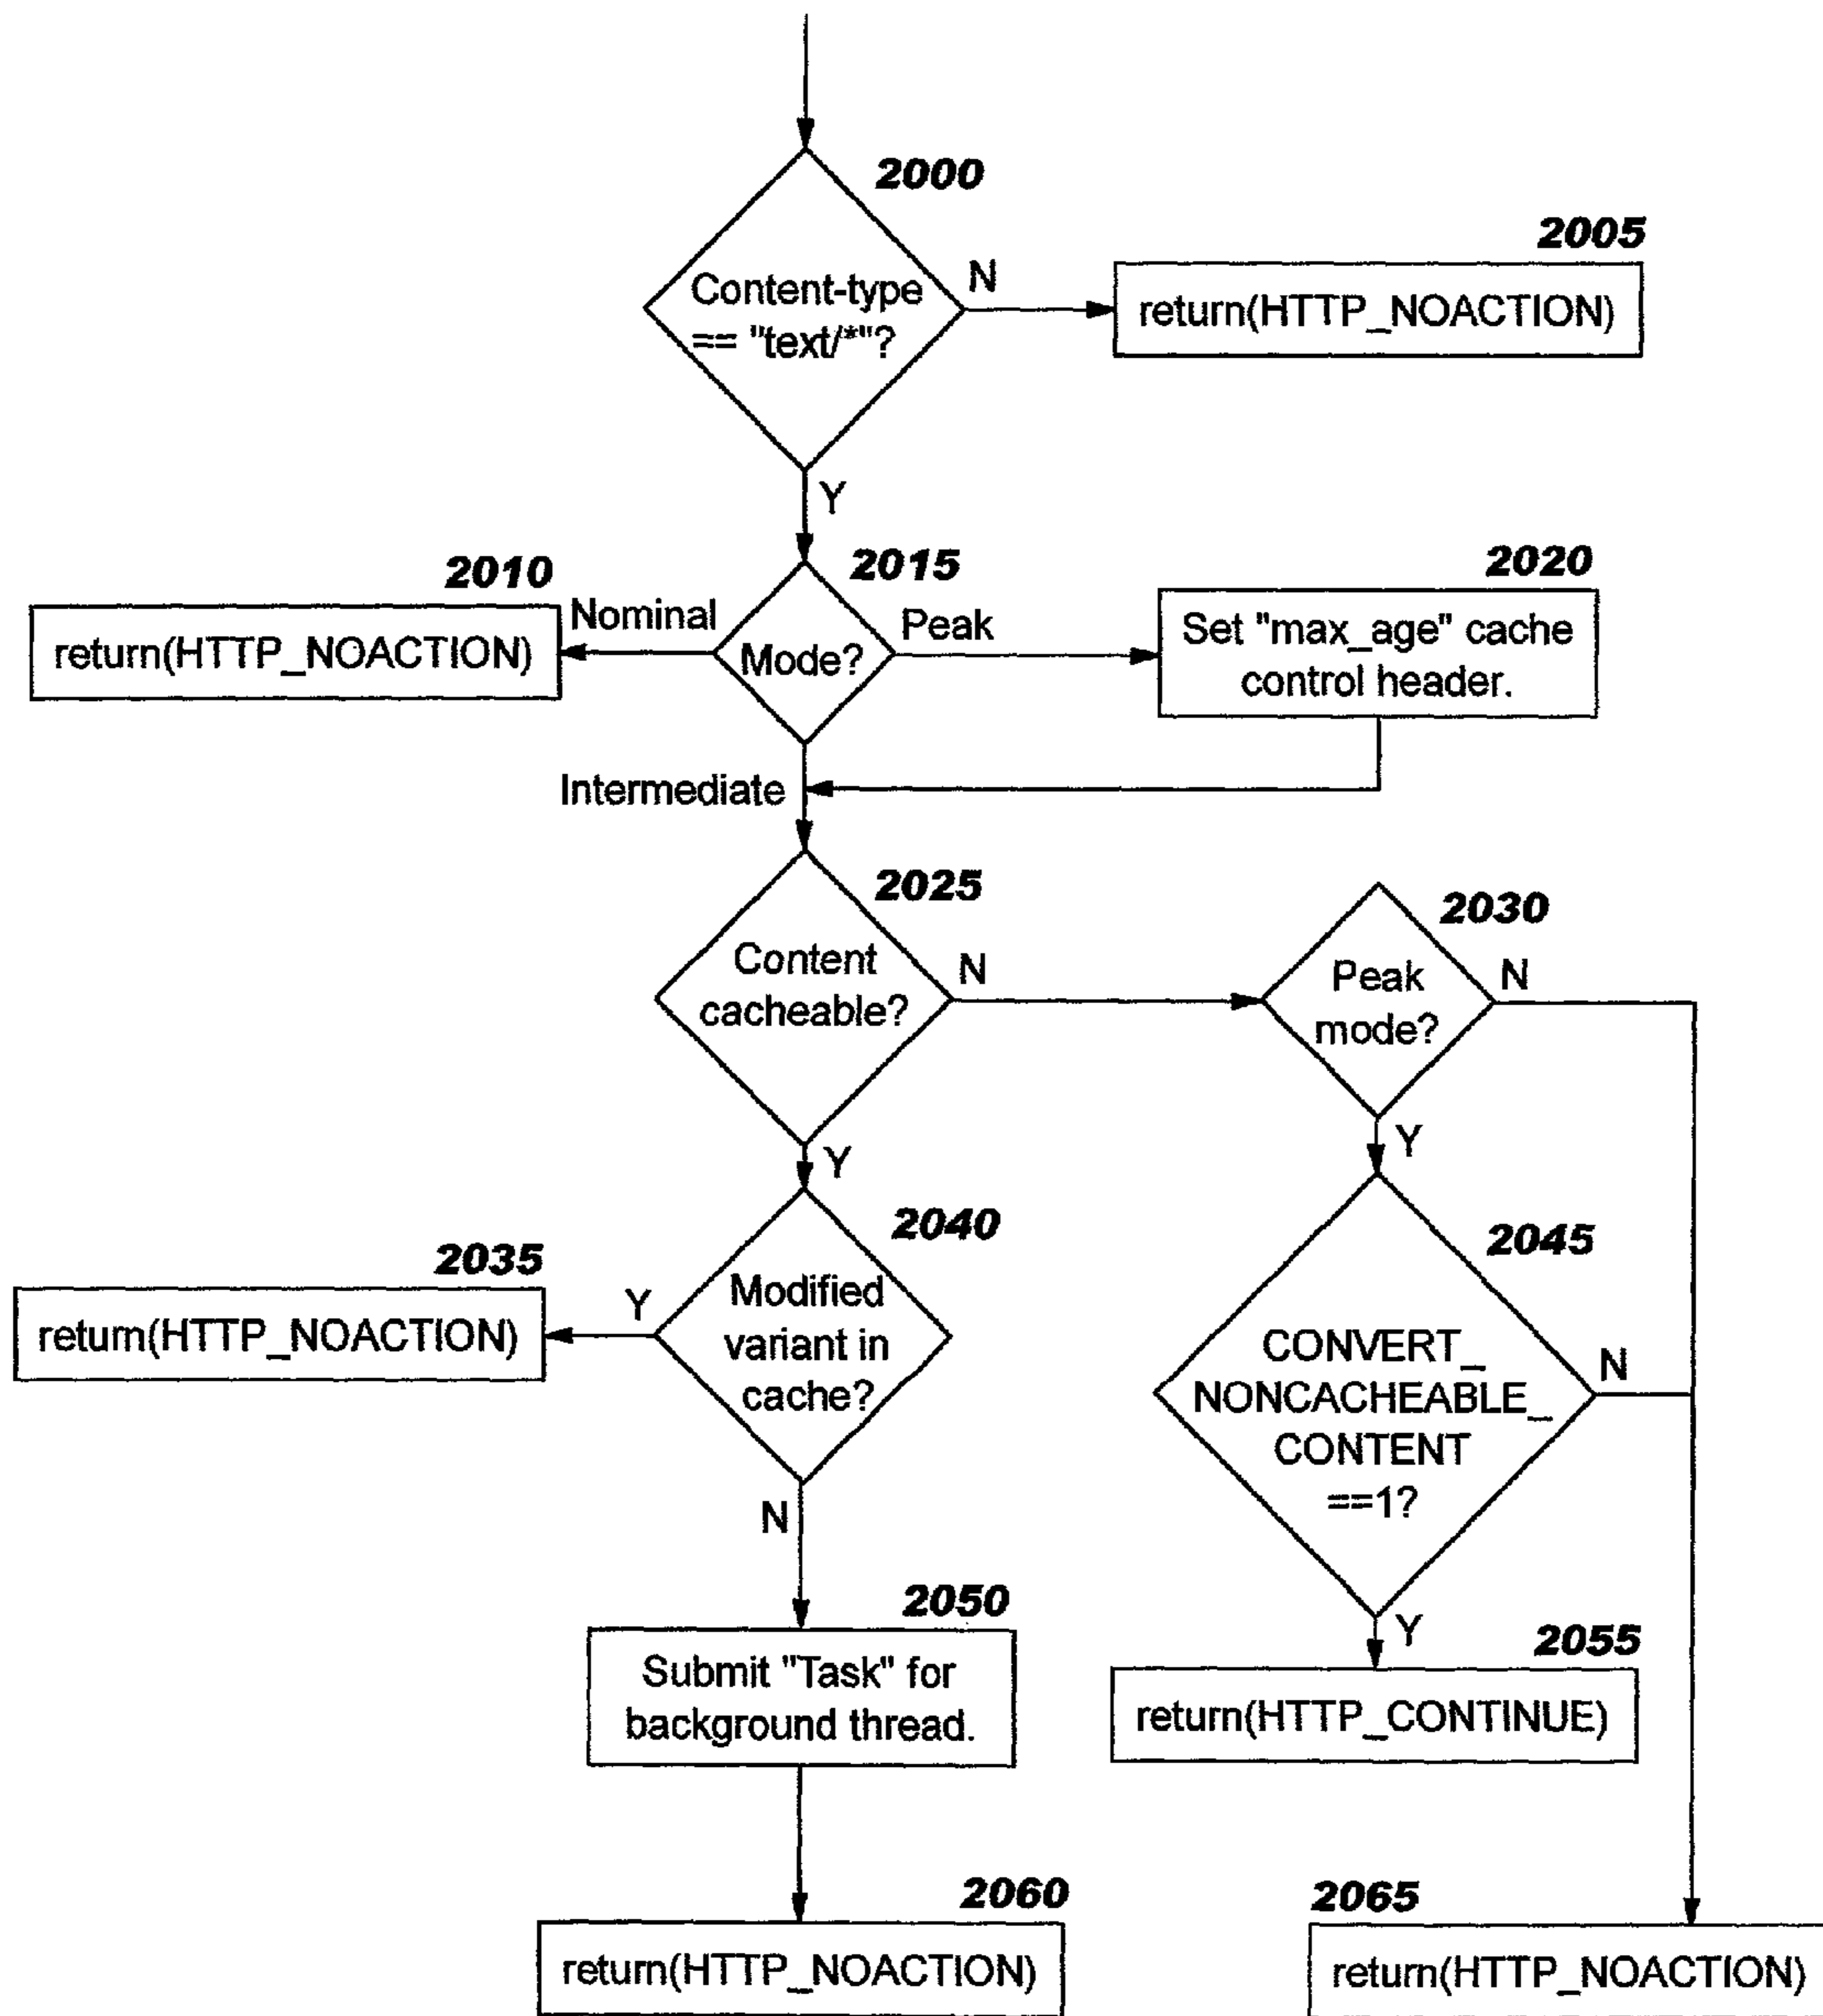 2000
Content-type
== "text/*"?
N
2005
return(HTTP_NOACTION)
Y
2010
return(HTTP_NOACTION)
Nominal
2015
Mode?
Peak
2020
Set "max_age" cache
control header.
Intermediate
2025
Content
cacheable?
N
2030
Peak
mode?
N
Y
Y
2035
return(HTTP_NOACTION)
Y
2040
Modified
variant in
cache?
2045
CONVERT_
NONCACHEABLE_
CONTENT
==1?
N
N
2050
Submit "Task" for
background thread.
Y
2055
return(HTTP_CONTINUE)
2060
return(HTTP_NOACTION)
2065
return(HTTP_NOACTION)